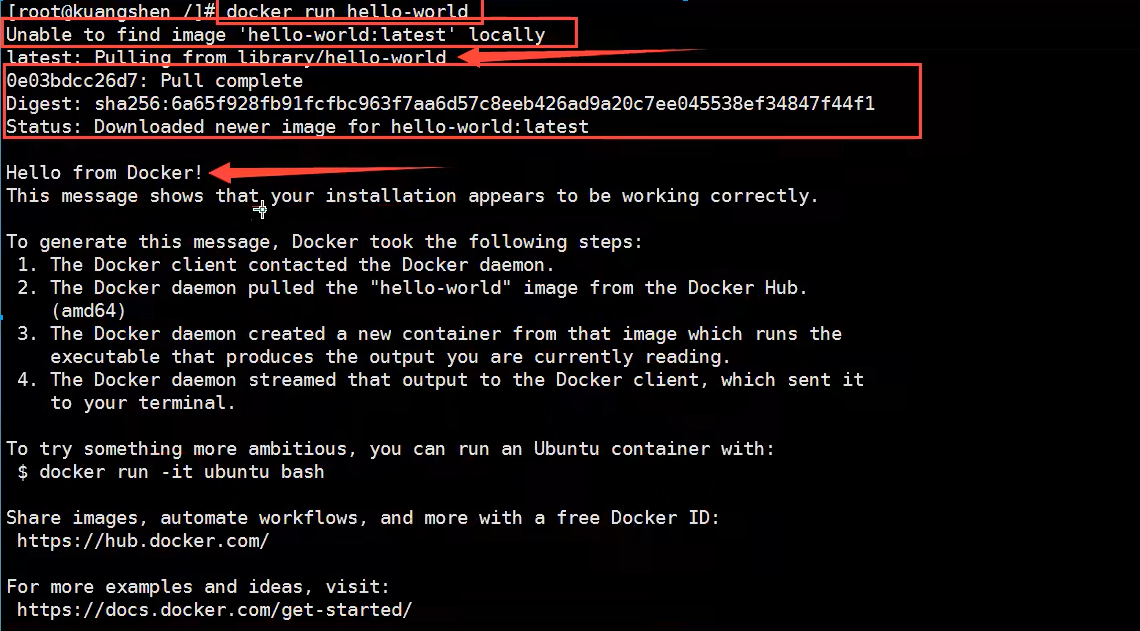 [root@kuangshen /]# docker run hello-world
Unable to find image 'hello-world:latest' locally
latest: Pulling from library/hello-world
0e03bdcc26d7: Pull complete
Digest: sha256:6a65f928fb91fcfbc963f7aa6d57c8eeb426ad9a20c7ee045538ef34847f44f1
Status: Downloaded newer image for hello-world:latest
Hello from Docker!
This message shows that your installation appears to be working correctly.
To generate this message, Docker took the following steps:
1. The Docker client contacted the Docker daemon.
2. The Docker daemon pulled the "hello-world" image from the Docker Hub.
(amd64)
3. The Docker daemon created a new container from that image which runs the
executable that produces the output you are currently reading.
4. The Docker daemon streamed that output to the Docker client, which sent it
to your terminal.
To try something more ambitious, you can run an Ubuntu container with:
$ docker run -it ubuntu bash
Share images, automate workflows, and more with a free Docker ID:
https://hub.docker.com/
For more examples and ideas, visit:
https://docs.docker.com/get-started/